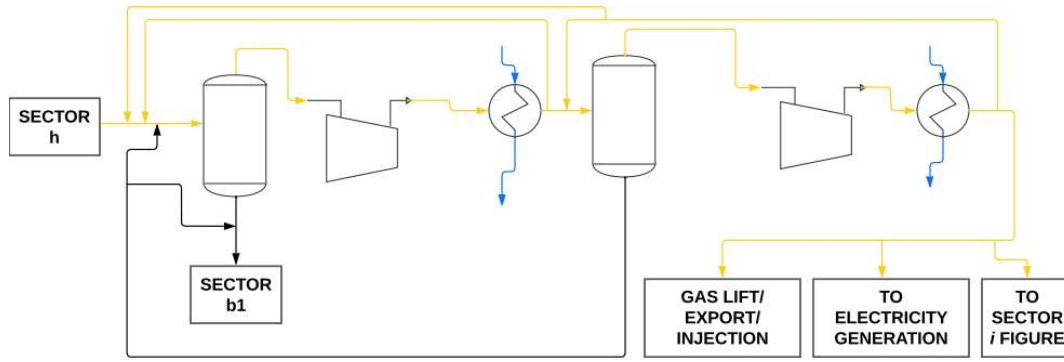 SECTOR
h
SECTOR
b1
GAS LIFT/
EXPORT/
INJECTION
TO
ELECTRICITY
GENERATION
TO
SECTOR
i FIGURE